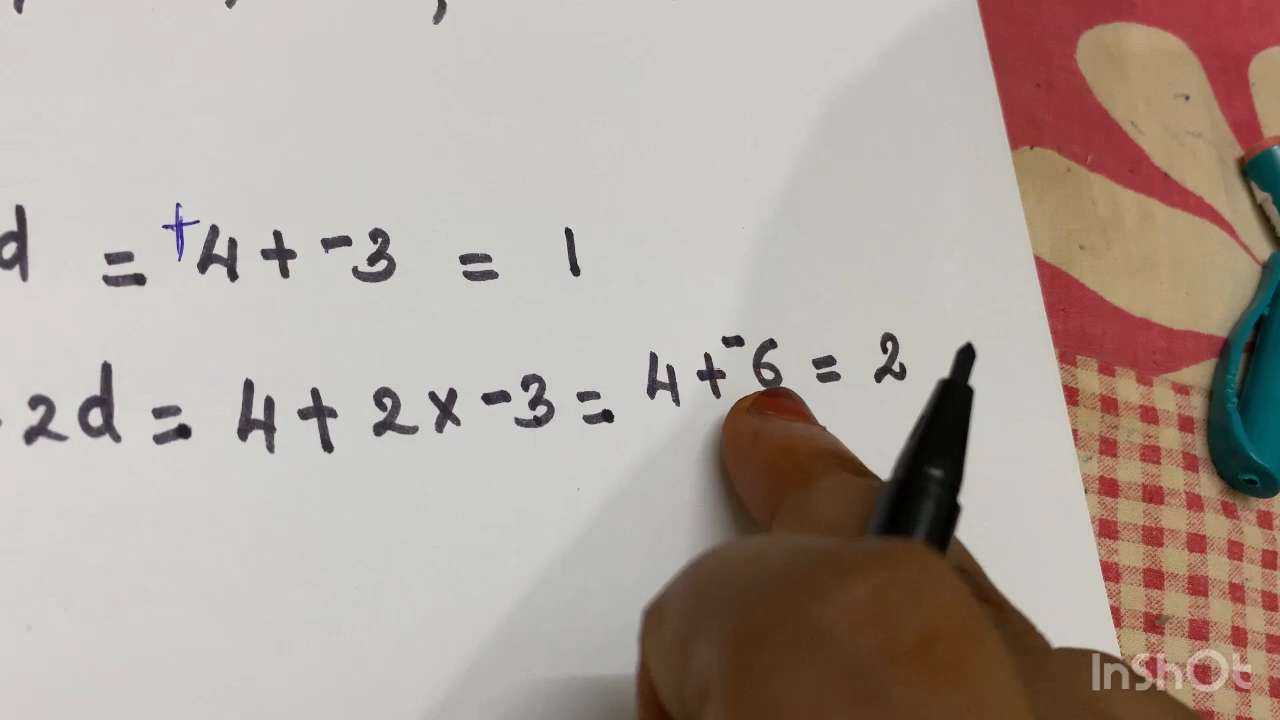 d = +4 + -3 = 1
2d = 4 + 2 x -3 = 4 + -6 = 2
InShOt